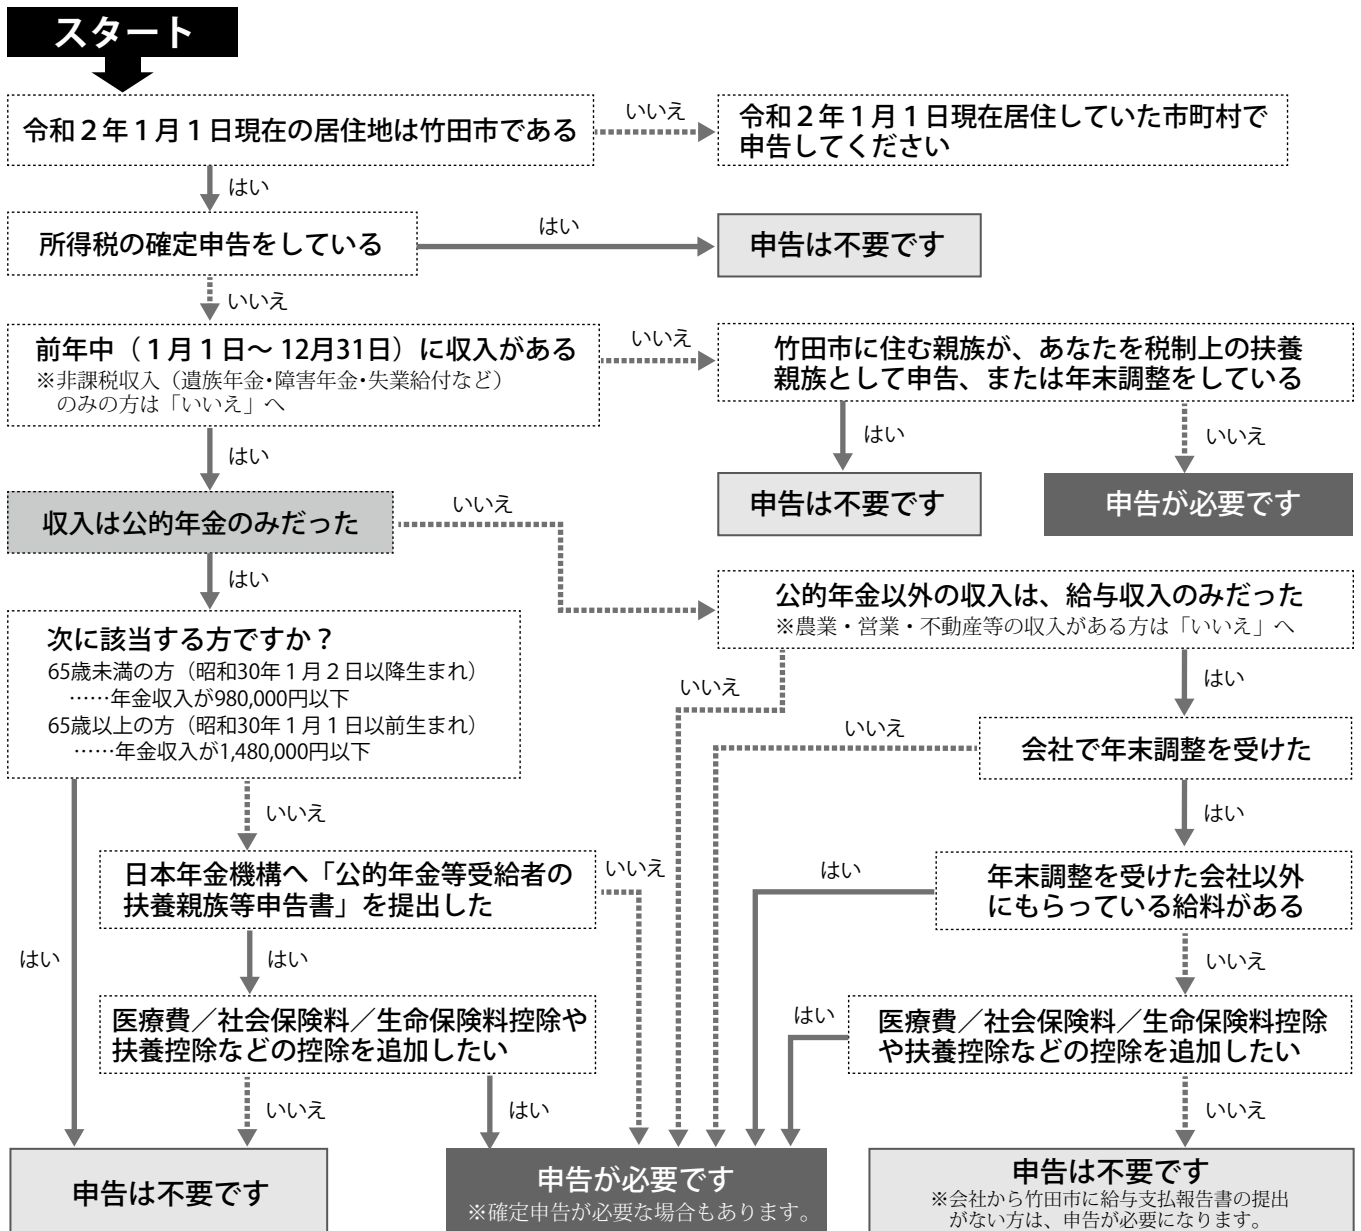 スタート
令和２年１月１日現在の居住地は竹田市である
いいえ
令和２年１月１日現在居住していた市町村で
申告してください
はい
所得税の確定申告をしている
はい
申告は不要です
いいえ
前年中（１月１日～12月31日）に収入がある
※非課税収入（遺族年金･障害年金･失業給付など）
のみの方は「いいえ」へ
いいえ
竹田市に住む親族が、あなたを税制上の扶養
親族として申告、または年末調整をしている
はい
いいえ
はい
申告は不要です
申告が必要です
収入は公的年金のみだった
いいえ
はい
公的年金以外の収入は、給与収入のみだった
※農業・営業・不動産等の収入がある方は「いいえ」へ
次に該当する方ですか？
65歳未満の方（昭和30年１月２日以降生まれ）
……年金収入が980,000円以下
65歳以上の方（昭和30年１月１日以前生まれ）
……年金収入が1,480,000円以下
いいえ
はい
いいえ
会社で年末調整を受けた
いいえ
はい
日本年金機構へ「公的年金等受給者の
扶養親族等申告書」を提出した
いいえ
はい
年末調整を受けた会社以外
にもらっている給料がある
はい
はい
いいえ
医療費／社会保険料／生命保険料控除や
扶養控除などの控除を追加したい
はい
医療費／社会保険料／生命保険料控除
や扶養控除などの控除を追加したい
いいえ
はい
いいえ
申告は不要です
申告が必要です
※確定申告が必要な場合もあります。
申告は不要です
※会社から竹田市に給与支払報告書の提出
がない方は、申告が必要になります。